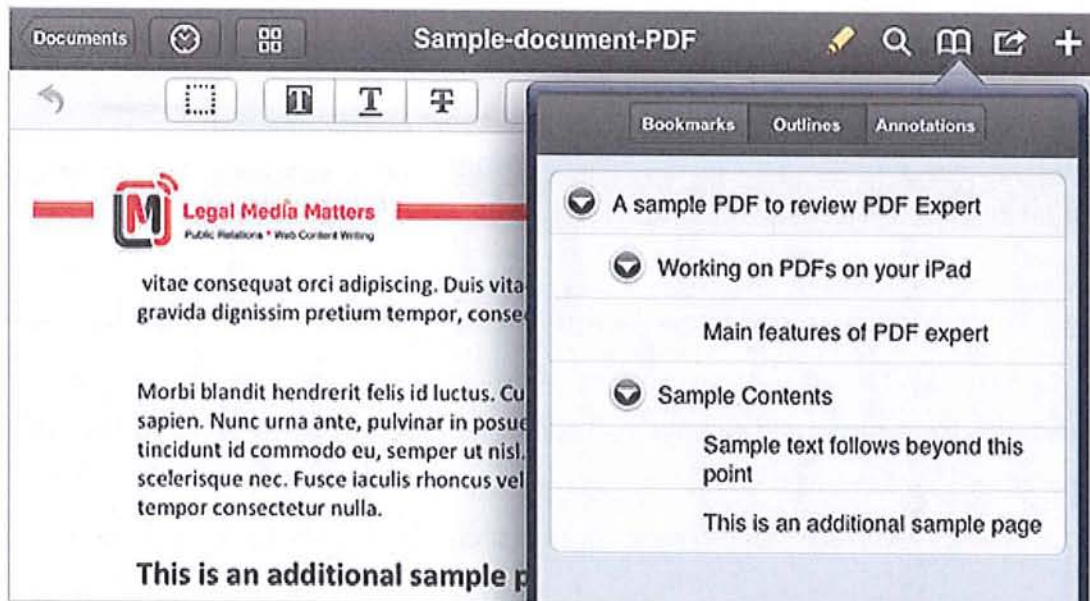 Documents
Sample-document-PDF
T T T
Bookmarks Outlines Annotations
A sample PDF to review PDF Expert
Working on PDFs on your iPad
Main features of PDF expert
Sample Contents
Sample text follows beyond this
point
This is an additional sample page
M Legal Media Matters
Public Relations * Web Content Writing
vitae consequat orci adipiscing. Duis vita
gravida dignissim pretium tempor, conse
Morbi blandit hendrerit felis id luctus. Cu
sapien. Nunc urna ante, pulvinar in posue
tincidunt id commodo eu, semper ut nisl.
scelerisque nec. Fusce iaculis rhoncus vel
tempor consectetur nulla.
This is an additional sample p